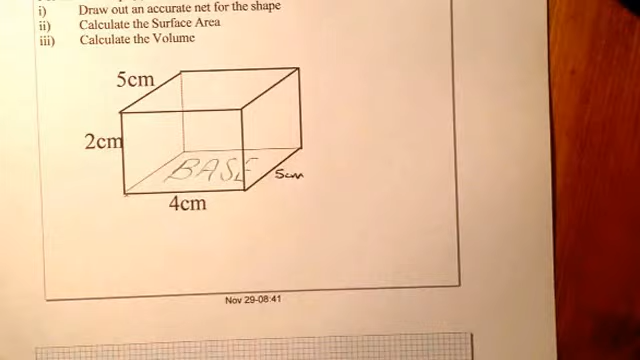 i) Draw out an accurate net for the shape
ii) Calculate the Surface Area
iii) Calculate the Volume
5cm
2cm
BASE
5cm
4cm
Nov 29-08:41